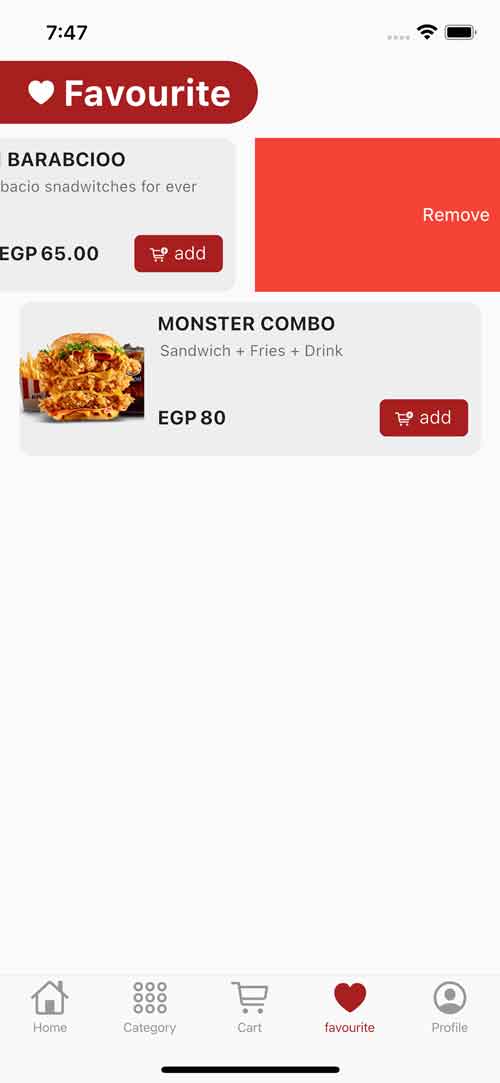 7:47
Favourite
BARABCIOO
bacio snadwitches for ever
EGP 65.00
add
Remove
MONSTER COMBO
Sandwich + Fries + Drink
EGP 80
add
Home
Category
Cart
favourite
Profile